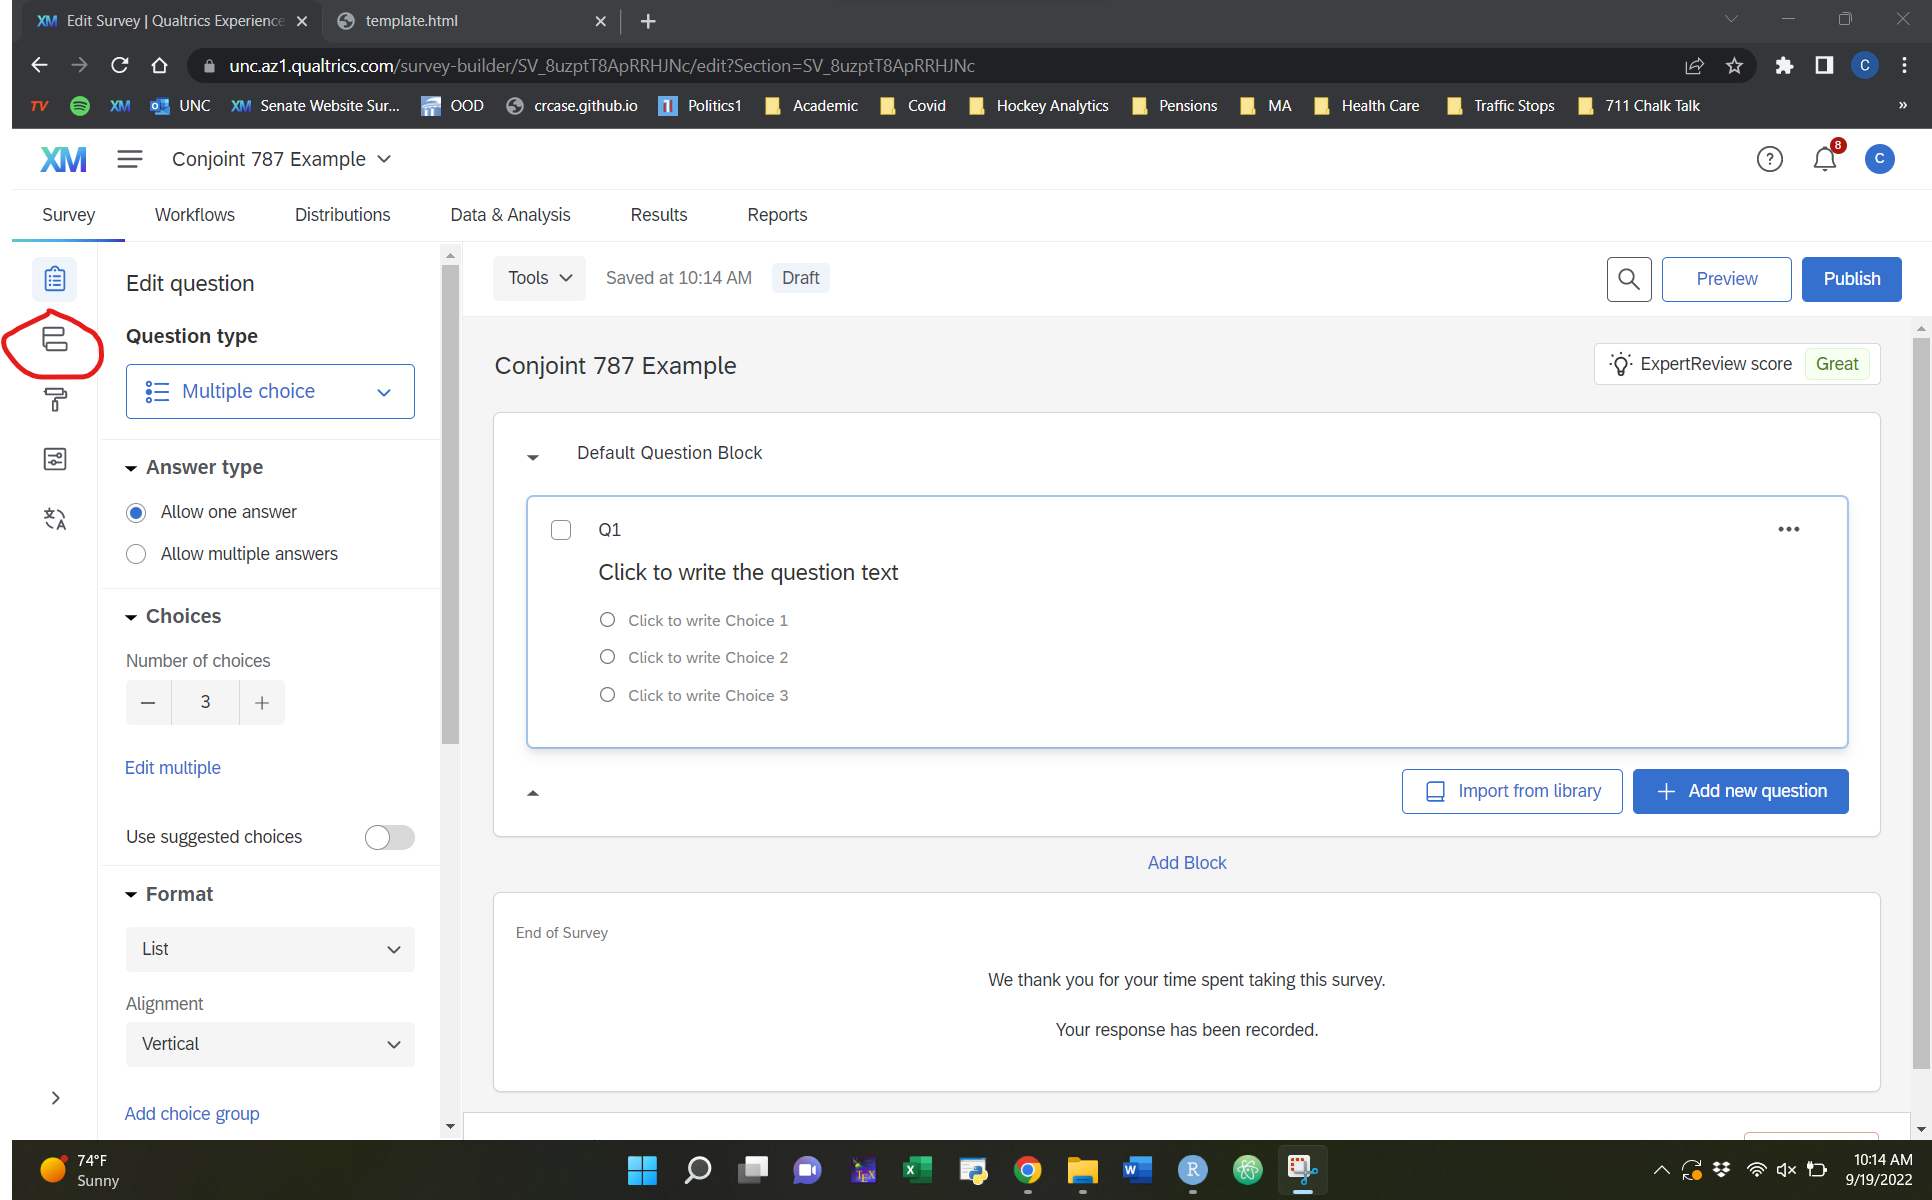 XM Edit Survey | Qualtrics Experience
template.html
unc.az1.qualtrics.com/survey-builder/SV_8uzptT8ApRRHJNc/edit?Section=SV_8uzptT8ApRRHJNc
C
TV XM UNC XM Senate Website Sur... OOD crcase.github.io Politics1 Academic Covid Hockey Analytics Pensions MA Health Care Traffic Stops 711 Chalk Talk »
XM Conjoint 787 Example ? 8 C
Survey Workflows Distributions Data & Analysis Results Reports
Edit question
Question type
Multiple choice
Answer type
Allow one answer
Allow multiple answers
Choices
Number of choices
3
Edit multiple
Use suggested choices
Format
List
Alignment
Vertical
Add choice group
Tools Saved at 10:14 AM Draft Preview Publish
Conjoint 787 Example
ExpertReview score Great
Default Question Block
Q1
Click to write the question text
Click to write Choice 1
Click to write Choice 2
Click to write Choice 3
Import from library
Add new question
Add Block
End of Survey
We thank you for your time spent taking this survey.
Your response has been recorded.
74°F
Sunny
10:14 AM
9/19/2022